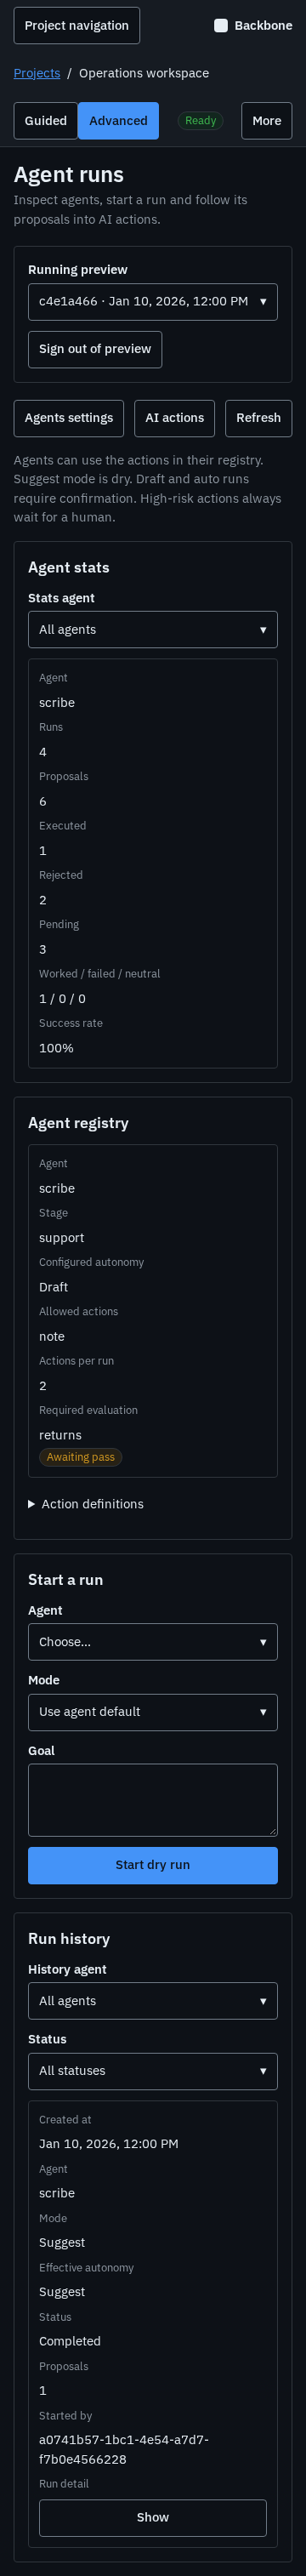 Project navigation
Backbone
Projects / Operations workspace
Guided
Advanced
Ready
More
Agent runs
Inspect agents, start a run and follow its
proposals into AI actions.
Running preview
c4e1a466 · Jan 10, 2026, 12:00 PM ▾
Sign out of preview
Agents settings
AI actions
Refresh
Agents can use the actions in their registry.
Suggest mode is dry. Draft and auto runs
require confirmation. High-risk actions always
wait for a human.
Agent stats
Stats agent
All agents ▾
Agent
scribe
Runs
4
Proposals
6
Executed
1
Rejected
2
Pending
3
Worked / failed / neutral
1 / 0 / 0
Success rate
100%
Agent registry
Agent
scribe
Stage
support
Configured autonomy
Draft
Allowed actions
note
Actions per run
2
Required evaluation
returns
Awaiting pass
▶ Action definitions
Start a run
Agent
Choose... ▾
Mode
Use agent default ▾
Goal
Start dry run
Run history
History agent
All agents ▾
Status
All statuses ▾
Created at
Jan 10, 2026, 12:00 PM
Agent
scribe
Mode
Suggest
Effective autonomy
Suggest
Status
Completed
Proposals
1
Started by
a0741b57-1bc1-4e54-a7d7-
f7b0e4566228
Run detail
Show